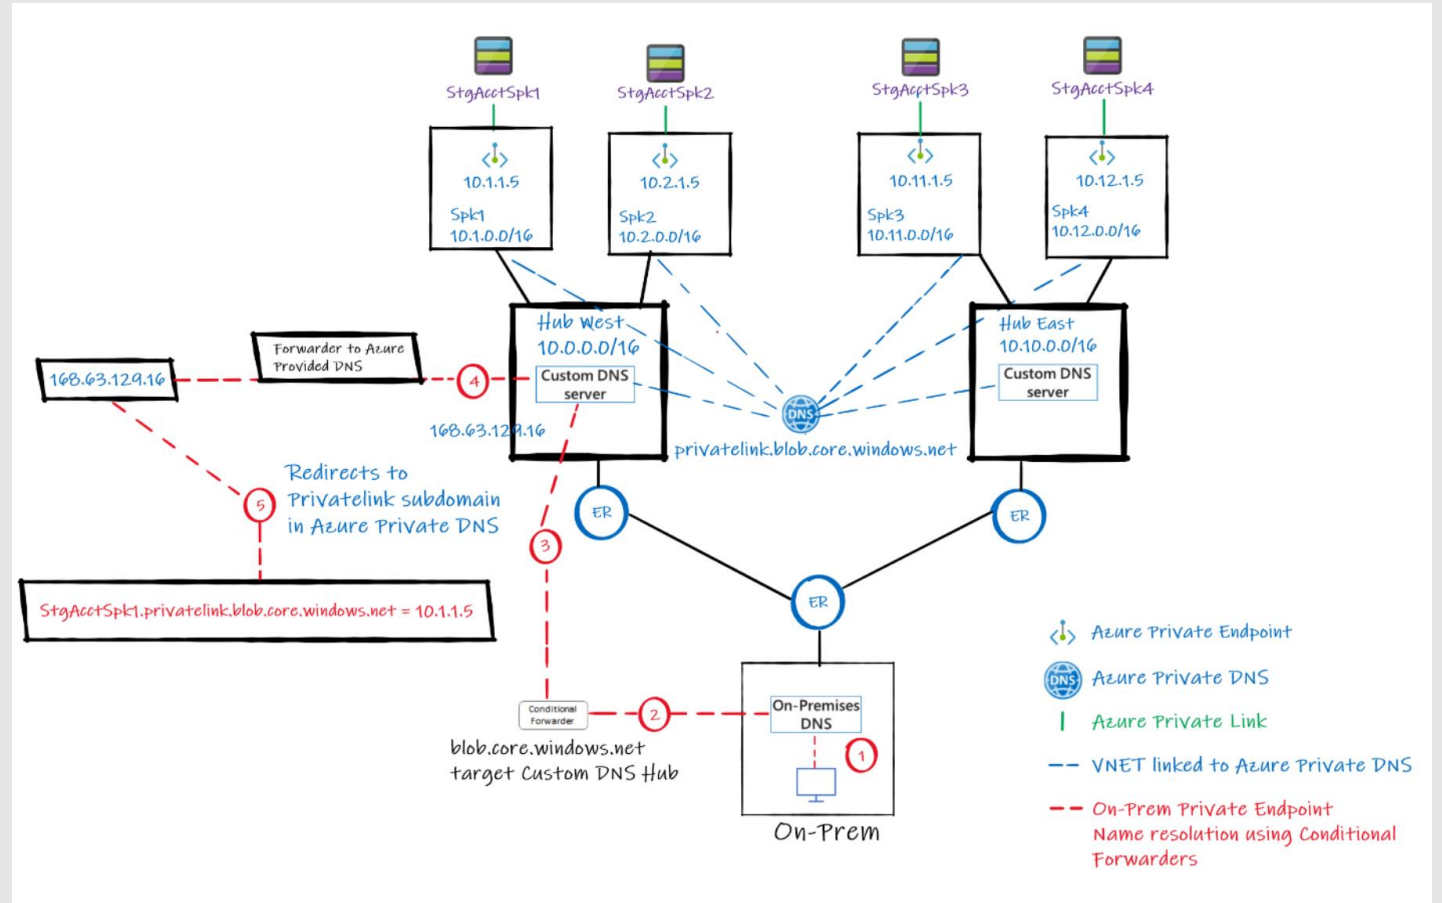 StgAcctSpk1
StgAcctSpk2
StgAcctSpk3
StgAcctSpk4
10.1.1.5
Spk1
10.1.0.0/16
10.2.1.5
Spk2
10.2.0.0/16
10.11.1.5
Spk3
10.11.0.0/16
10.12.1.5
Spk4
10.12.0.0/16
Hub West
10.0.0.0/16
Custom DNS
server
168.63.129.16
Hub East
10.10.0.0/16
Custom DNS
server
DNS
privatelink.blob.core.windows.net
Forwarder to Azure
Provided DNS
168.63.129.16
4
5
Redirects to
Privatelink subdomain
in Azure Private DNS
StgAcctSpk1.privatelink.blob.core.windows.net = 10.1.1.5
3
ER
ER
ER
Conditional
Forwarder
2
blob.core.windows.net
target Custom DNS Hub
On-Premises
DNS
1
On-Prem
Azure Private Endpoint
DNS
Azure Private DNS
Azure Private Link
VNET linked to Azure Private DNS
On-Prem Private Endpoint
Name resolution using Conditional
Forwarders